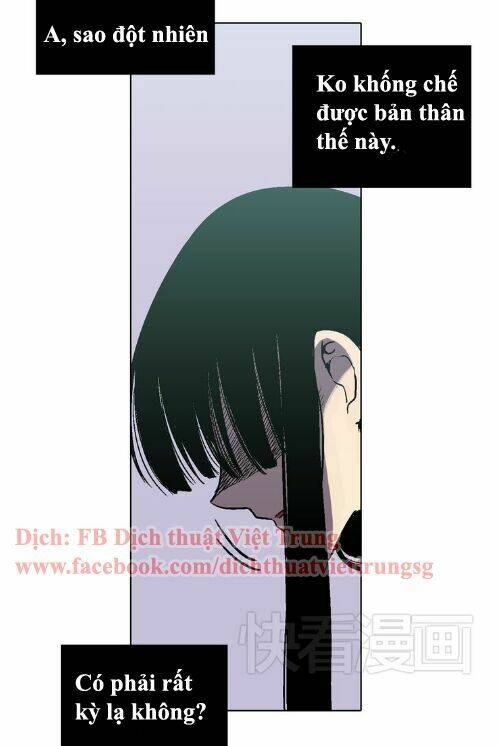 A, sao đột nhiên
Ko khống chế
được bản thân
thế này.
Dịch: FB Dịch thuật Việt Trung
www.facebook.com/dichthuatviettrungsg
快看漫画
Có phải rất
kỳ lạ không?